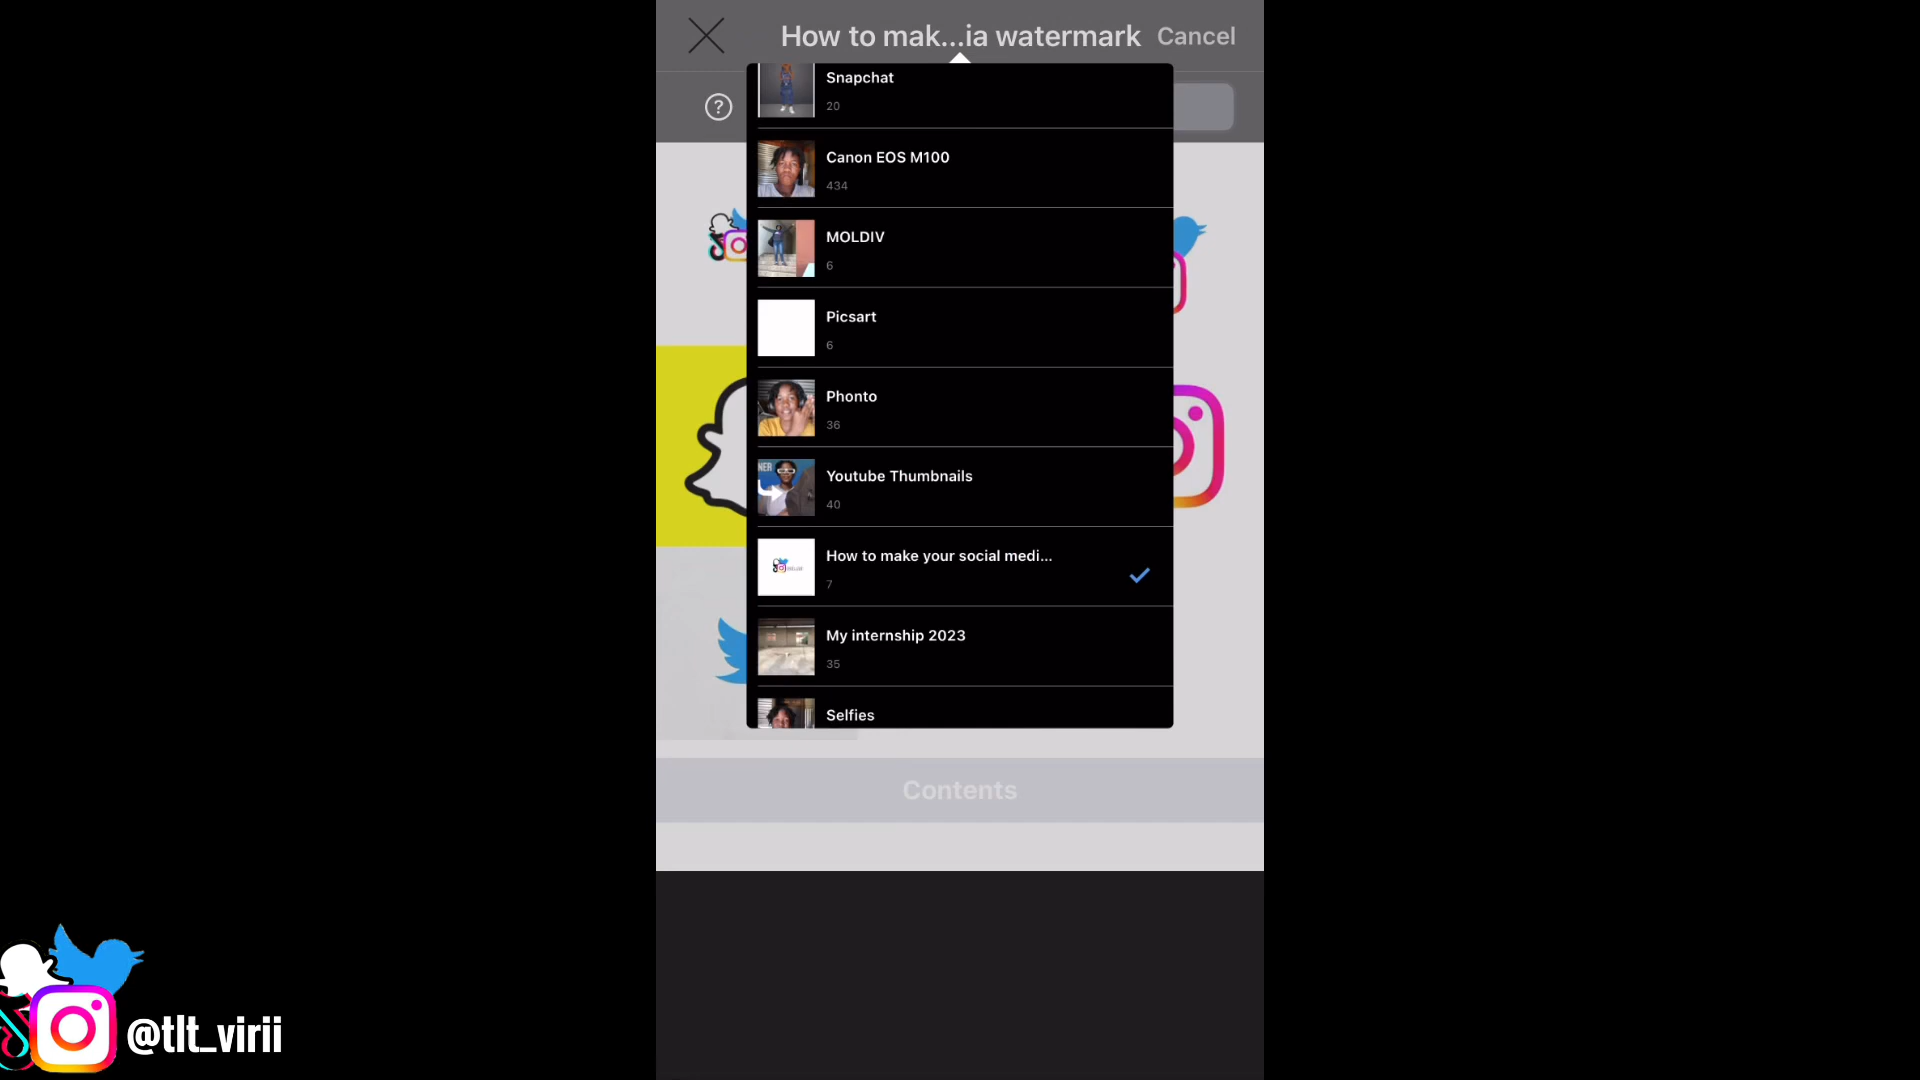 How to mak...ia watermark
Cancel
?
Snapchat
20
Canon EOS M100
434
MOLDIV
6
Picsart
6
Phonto
36
NER
Youtube Thumbnails
40
How to make your social medi...
7
My internship 2023
35
Selfies
Contents
@tlt_virii